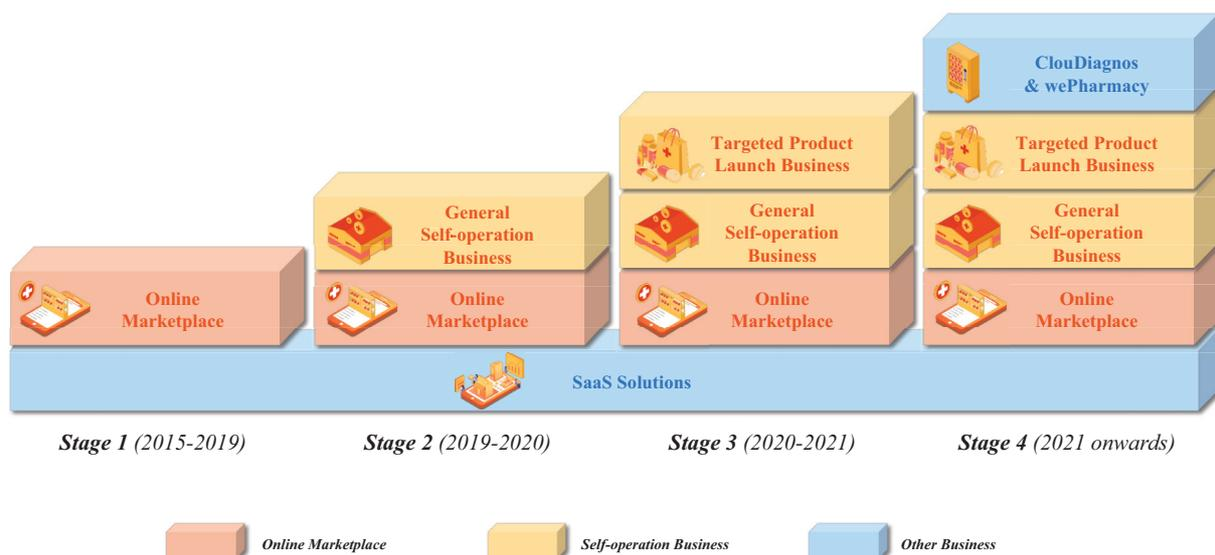 ClouDiagnos
& wePharmacy
Targeted Product
Launch Business
Targeted Product
Launch Business
General
Self-operation
Business
General
Self-operation
Business
General
Self-operation
Business
Online
Marketplace
Online
Marketplace
Online
Marketplace
Online
Marketplace
SaaS Solutions
Stage 1 (2015-2019)
Stage 2 (2019-2020)
Stage 3 (2020-2021)
Stage 4 (2021 onwards)
Online Marketplace
Self-operation Business
Other Business